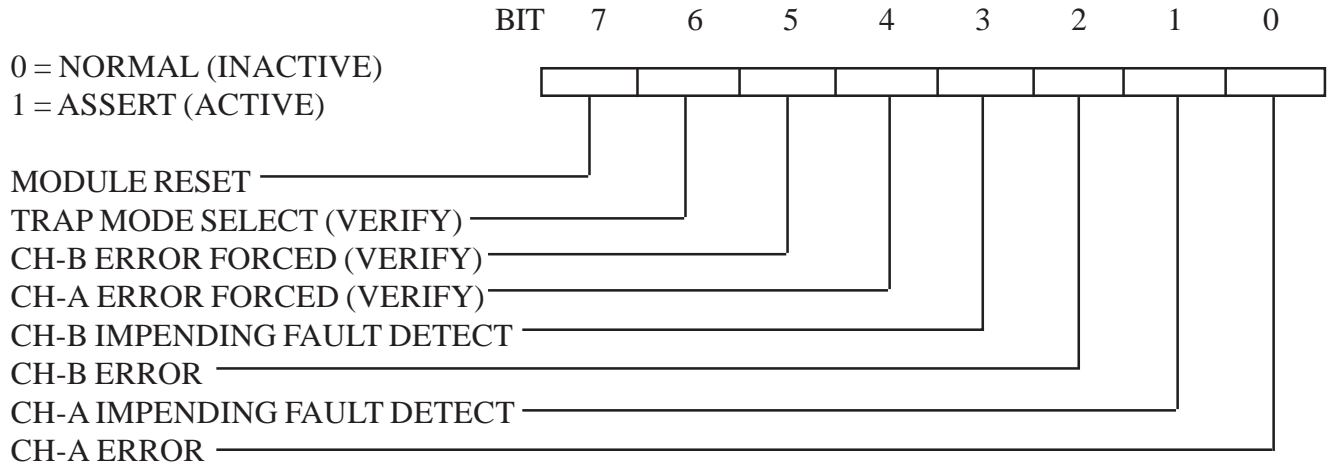 BIT 7 6 5 4 3 2 1 0
0 = NORMAL (INACTIVE)
1 = ASSERT (ACTIVE)
MODULE RESET
TRAP MODE SELECT (VERIFY)
CH-B ERROR FORCED (VERIFY)
CH-A ERROR FORCED (VERIFY)
CH-B IMPENDING FAULT DETECT
CH-B ERROR
CH-A IMPENDING FAULT DETECT
CH-A ERROR